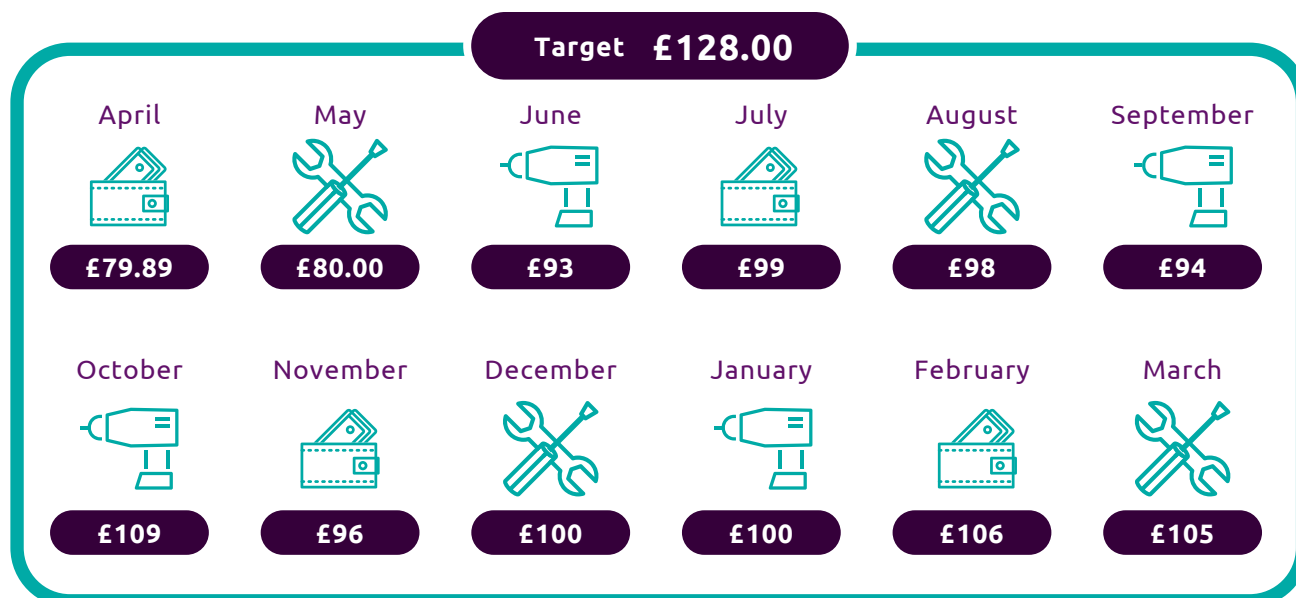 Target £128.00
April May June July August September
£79.89 £80.00 £93 £99 £98 £94
October November December January February March
£109 £96 £100 £100 £106 £105